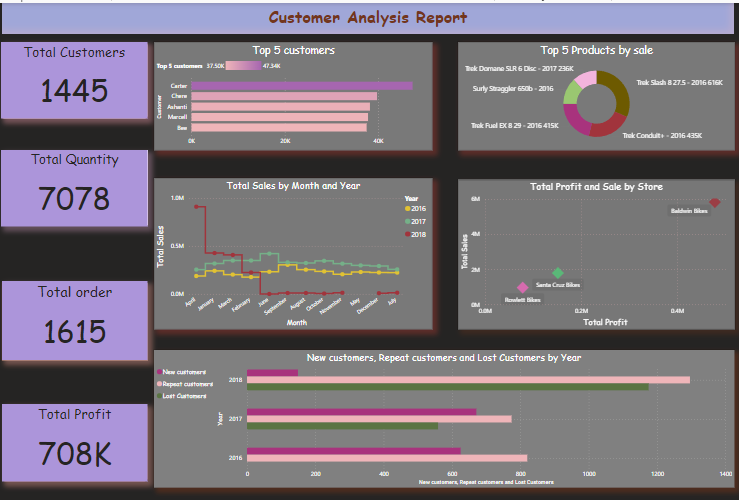 Customer Analysis Report
Total Customers
1445
Total Quantity
7078
Total order
1615
Total Profit
708K
Top 5 customers
Top 5 customers 37.50K 47.34K
Customer
Carter
Chere
Ashanti
Marcell
Bee
0K 20K 40K
Top 5 Products by sale
Trek Domane SLR 6 Disc - 2017 236K
Surly Straggler 650b - 2016
Trek Slash 8 27.5 - 2016 616K
Trek Fuel EX 8 29 - 2016 415K
Trek Conduit+ - 2016 435K
Total Sales by Month and Year
Total Sales
1.0M
0.5M
0.0M
April January March February June September August October November May December July
Month
Year
2016
2017
2018
Total Profit and Sale by Store
Total Sales
6M
4M
2M
0M
Baldwin Bikes
Santa Cruz Bikes
Rowlett Bikes
0.0M 0.2M 0.4M
Total Profit
New customers, Repeat customers and Lost Customers by Year
New customers
Repeat customers
Lost Customers
Year
2018
2017
2016
0 200 400 600 800 1000 1200 1400
New customers, Repeat customers and Lost Customers